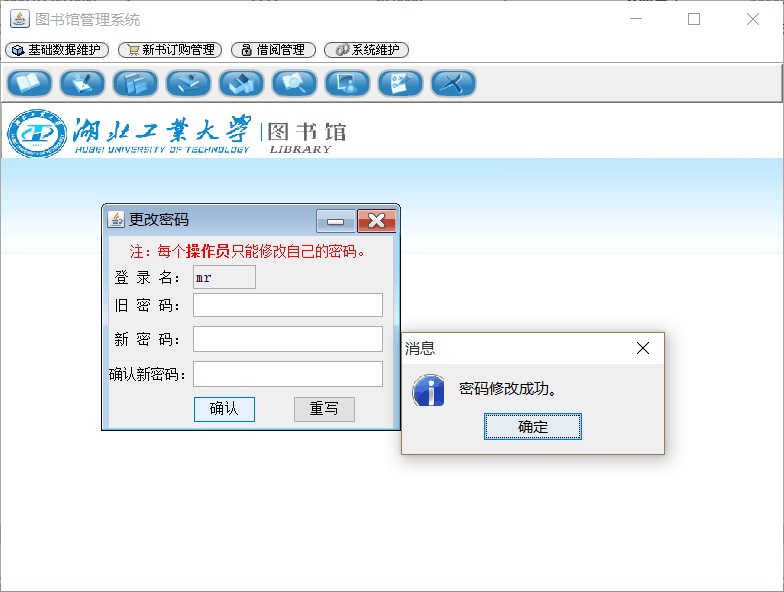 图书馆管理系统
基础数据维护 新书订购管理 借阅管理 系统维护
湖北工業大学 图书馆
HUBEI UNIVERSITY OF TECHNOLOGY LIBRARY
更改密码
注：每个操作员只能修改自己的密码。
登 录 名： mr
旧 密 码：
新 密 码：
确认新密码：
确认 重写
消息
密码修改成功。
确定